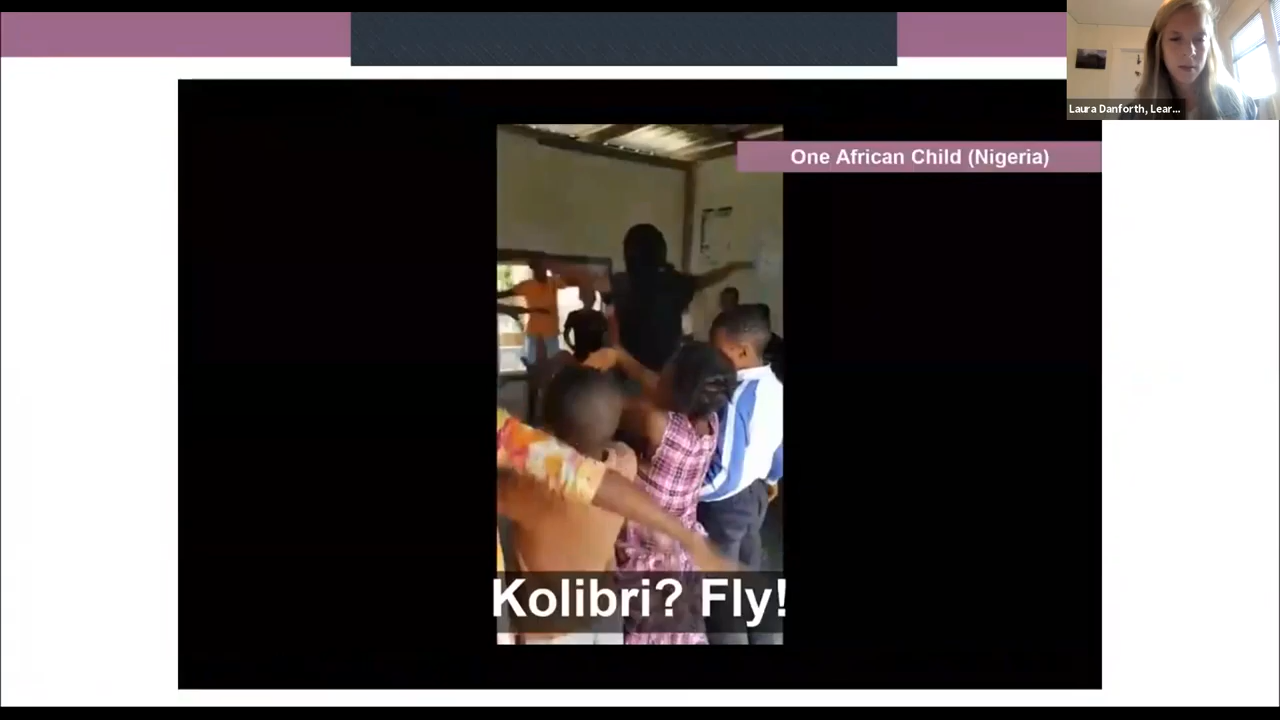 Laura Danforth, Lear...
One African Child (Nigeria)
Kolibri? Fly!